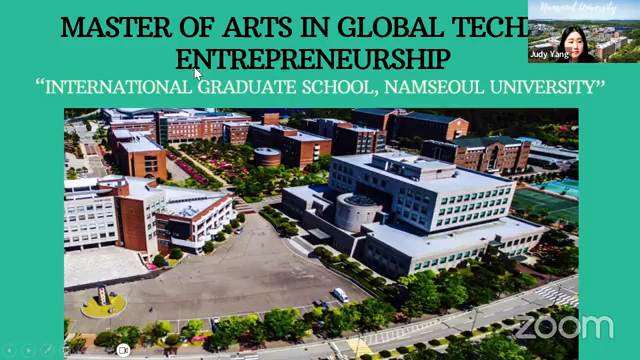 MASTER OF ARTS IN GLOBAL TECH
ENTREPRENEURSHIP
“INTERNATIONAL GRADUATE SCHOOL, NAMSEOUL UNIVERSITY”
Namseoul University
Judy Yang
zoom